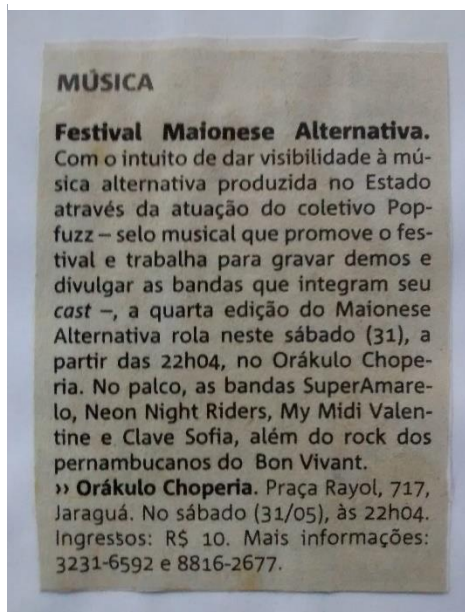 MÚSICA
Festival Maionese Alternativa.
Com o intuito de dar visibilidade à mú-
sica alternativa produzida no Estado
através da atuação do coletivo Pop-
fuzz – selo musical que promove o fes-
tival e trabalha para gravar demos e
divulgar as bandas que integram seu
cast –, a quarta edição do Maionese
Alternativa rola neste sábado (31), a
partir das 22h04, no Orákulo Chope-
ria. No palco, as bandas SuperAmare-
lo, Neon Night Riders, My Midi Valen-
tine e Clave Sofia, além do rock dos
pernambucanos do Bon Vivant.
›› Orákulo Choperia. Praça Rayol, 717,
Jaraguá. No sábado (31/05), às 22h04.
Ingressos: R$ 10. Mais informações:
3231-6592 e 8816-2677.